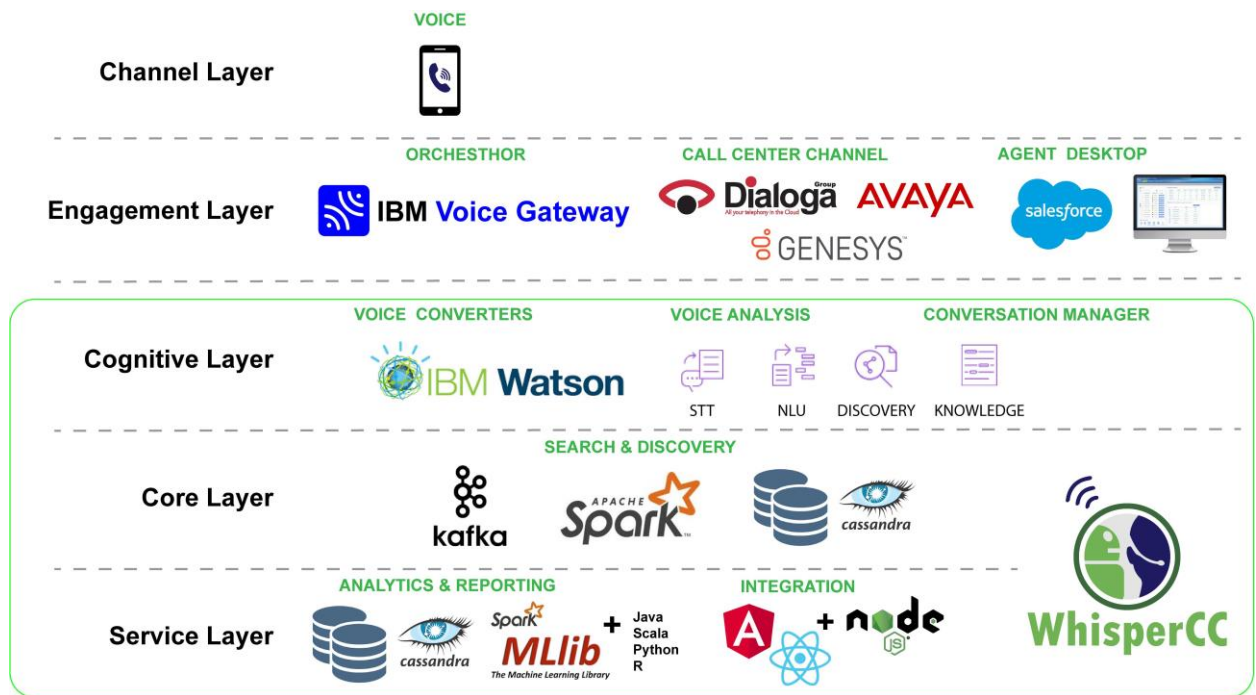 VOICE
Channel Layer
ORCHESTHOR
CALL CENTER CHANNEL
AGENT DESKTOP
Engagement Layer
IBM Voice Gateway
Dialoga
Group
All your telephony in the Cloud
AVAYA
GENESYS™
salesforce
VOICE CONVERTERS
VOICE ANALYSIS
CONVERSATION MANAGER
Cognitive Layer
IBM Watson
STT
NLU
DISCOVERY
KNOWLEDGE
SEARCH & DISCOVERY
Core Layer
kafka
APACHE
Spark™
cassandra
ANALYTICS & REPORTING
INTEGRATION
Service Layer
cassandra
Spark
MLlib
The Machine Learning Library
+
Java
Scala
Python
R
A
+
node
JS
WhisperCC